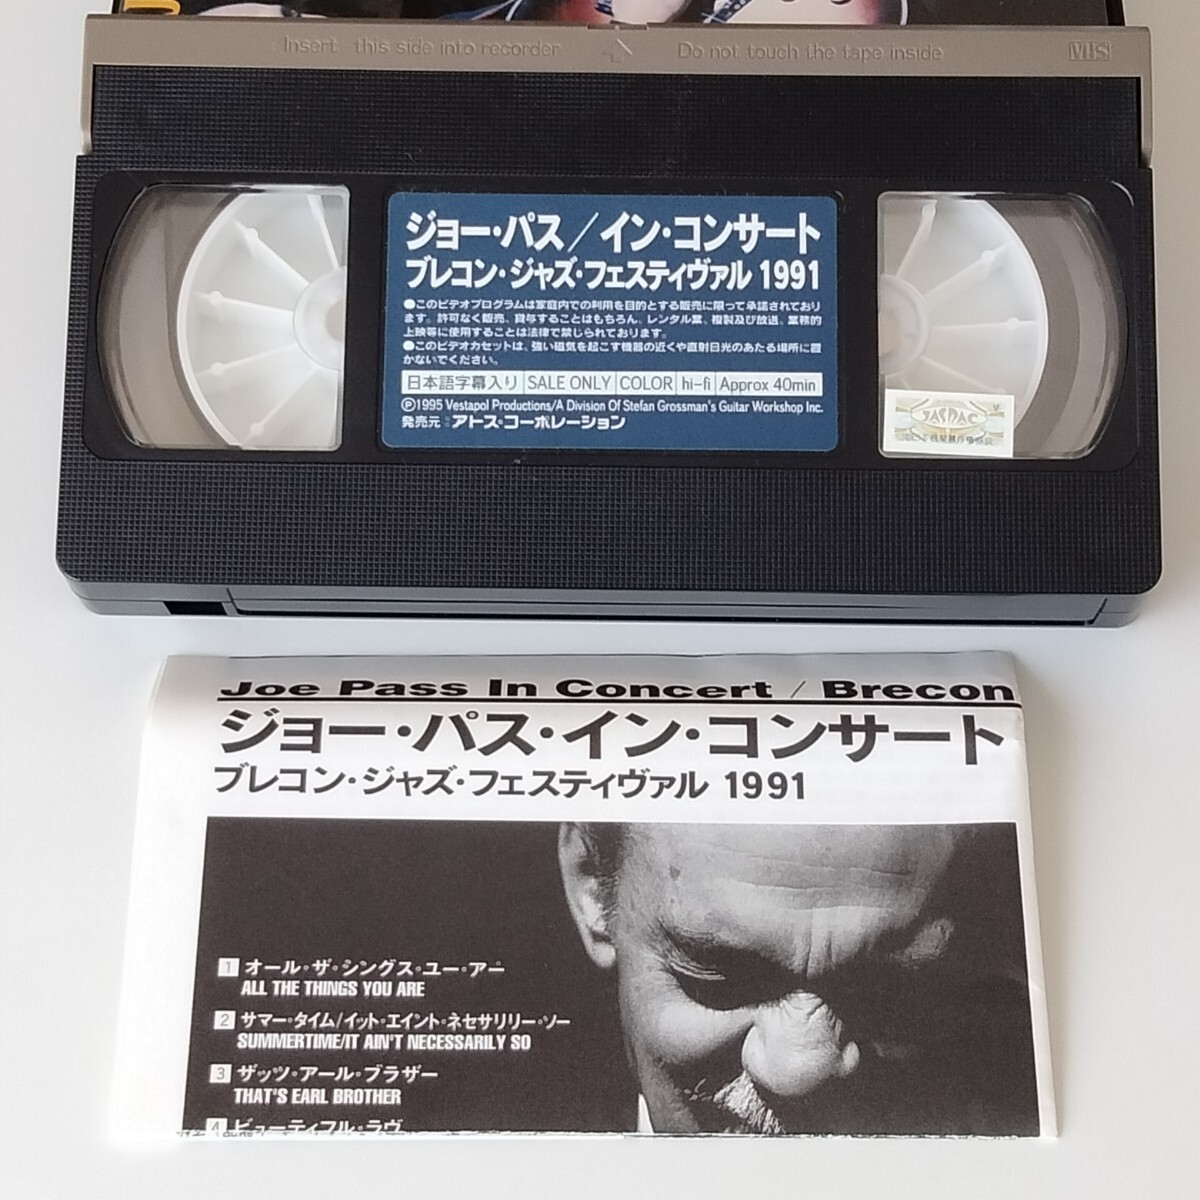 Insert this side into recorder
Do not touch the tape inside
VHS
ジョー・パス／イン・コンサート
ブレコン・ジャズ・フェスティヴァル 1991
●このビデオプログラムは家庭内での利用を目的とする販売に限って承諾されており
ます。許可なく販売、貸与することはもちろん、レンタル業、複製及び放送、業務的
上映等に使用することは法律で禁じられております。
●このビデオカセットは、強い磁気を起こす機器の近くや直射日光のあたる場所に置
かないでください。
日本語字幕入り SALE ONLY COLOR hi-fi Approx 40min
Ⓟ1995 Vestapol Productions/A Division Of Stefan Grossman's Guitar Workshop Inc.
発売元 アトス・コーポレーション
JASRAC
Joe Pass In Concert / Brecon
ジョー・パス・イン・コンサート
ブレコン・ジャズ・フェスティヴァル 1991
1 オール・ザ・シングス・ユー・アー
ALL THE THINGS YOU ARE
2 サマー・タイム/イット・エイント・ネセサリリー・ソー
SUMMERTIME/IT AIN'T NECESSARILY SO
3 ザッツ・アール・ブラザー
THAT'S EARL BROTHER
4 ビューティフル・ラヴ